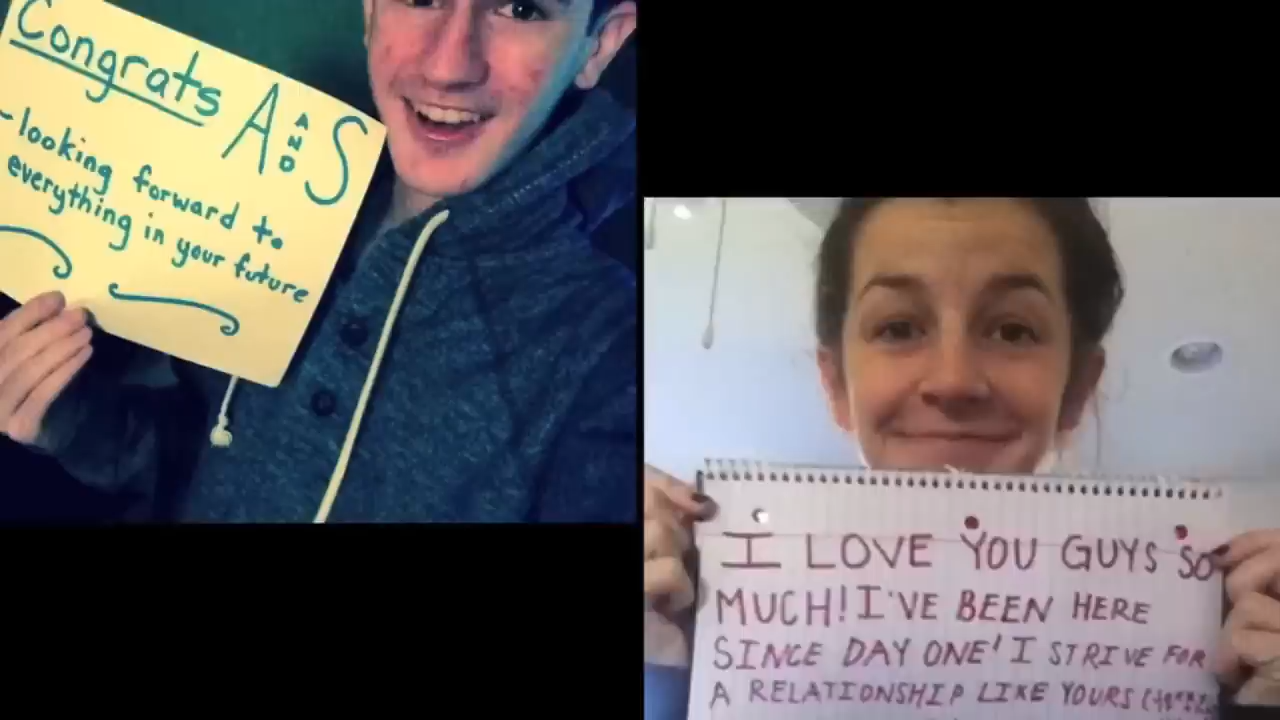 Congrats A AND S
-looking forward to
everything in your future
I LOVE YOU GUYS SO
MUCH! I'VE BEEN HERE
SINCE DAY ONE' I STRIVE FOR
A RELATIONSHIP LIKE YOURS